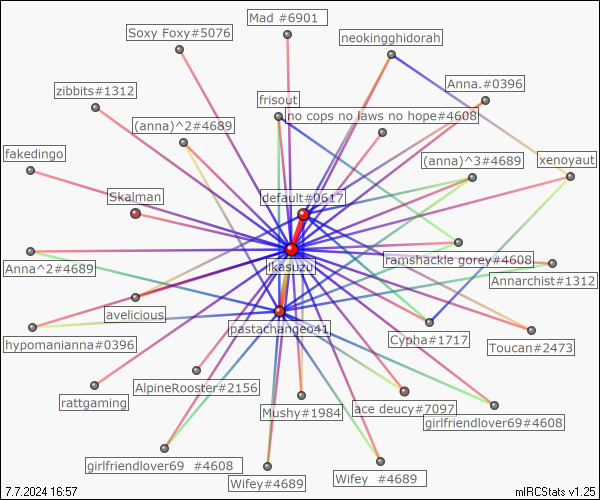 Mad #6901
Soxy Foxy#5076
neokingghidorah
Anna.#0396
zibbits#1312
frisout
no cops no laws no hope#4608
(anna)^2#4689
fakedingo
(anna)^3#4689
xenoyaut
Skalman
default#0617
ikasuzu
ramshackle gorey#4608
Anna^2#4689
Annarchist#1312
avelicious
pastachange041
hypomanianna#0396
Cypha#1717
Toucan#2473
AlpineRooster#2156
rattgaming
Mushy#1984
ace deucy#7097
girlfriendlover69#4608
girlfriendlover69 #4608
Wifey#4689
Wifey #4689
7.7.2024 16:57
mIRCStats v1.25